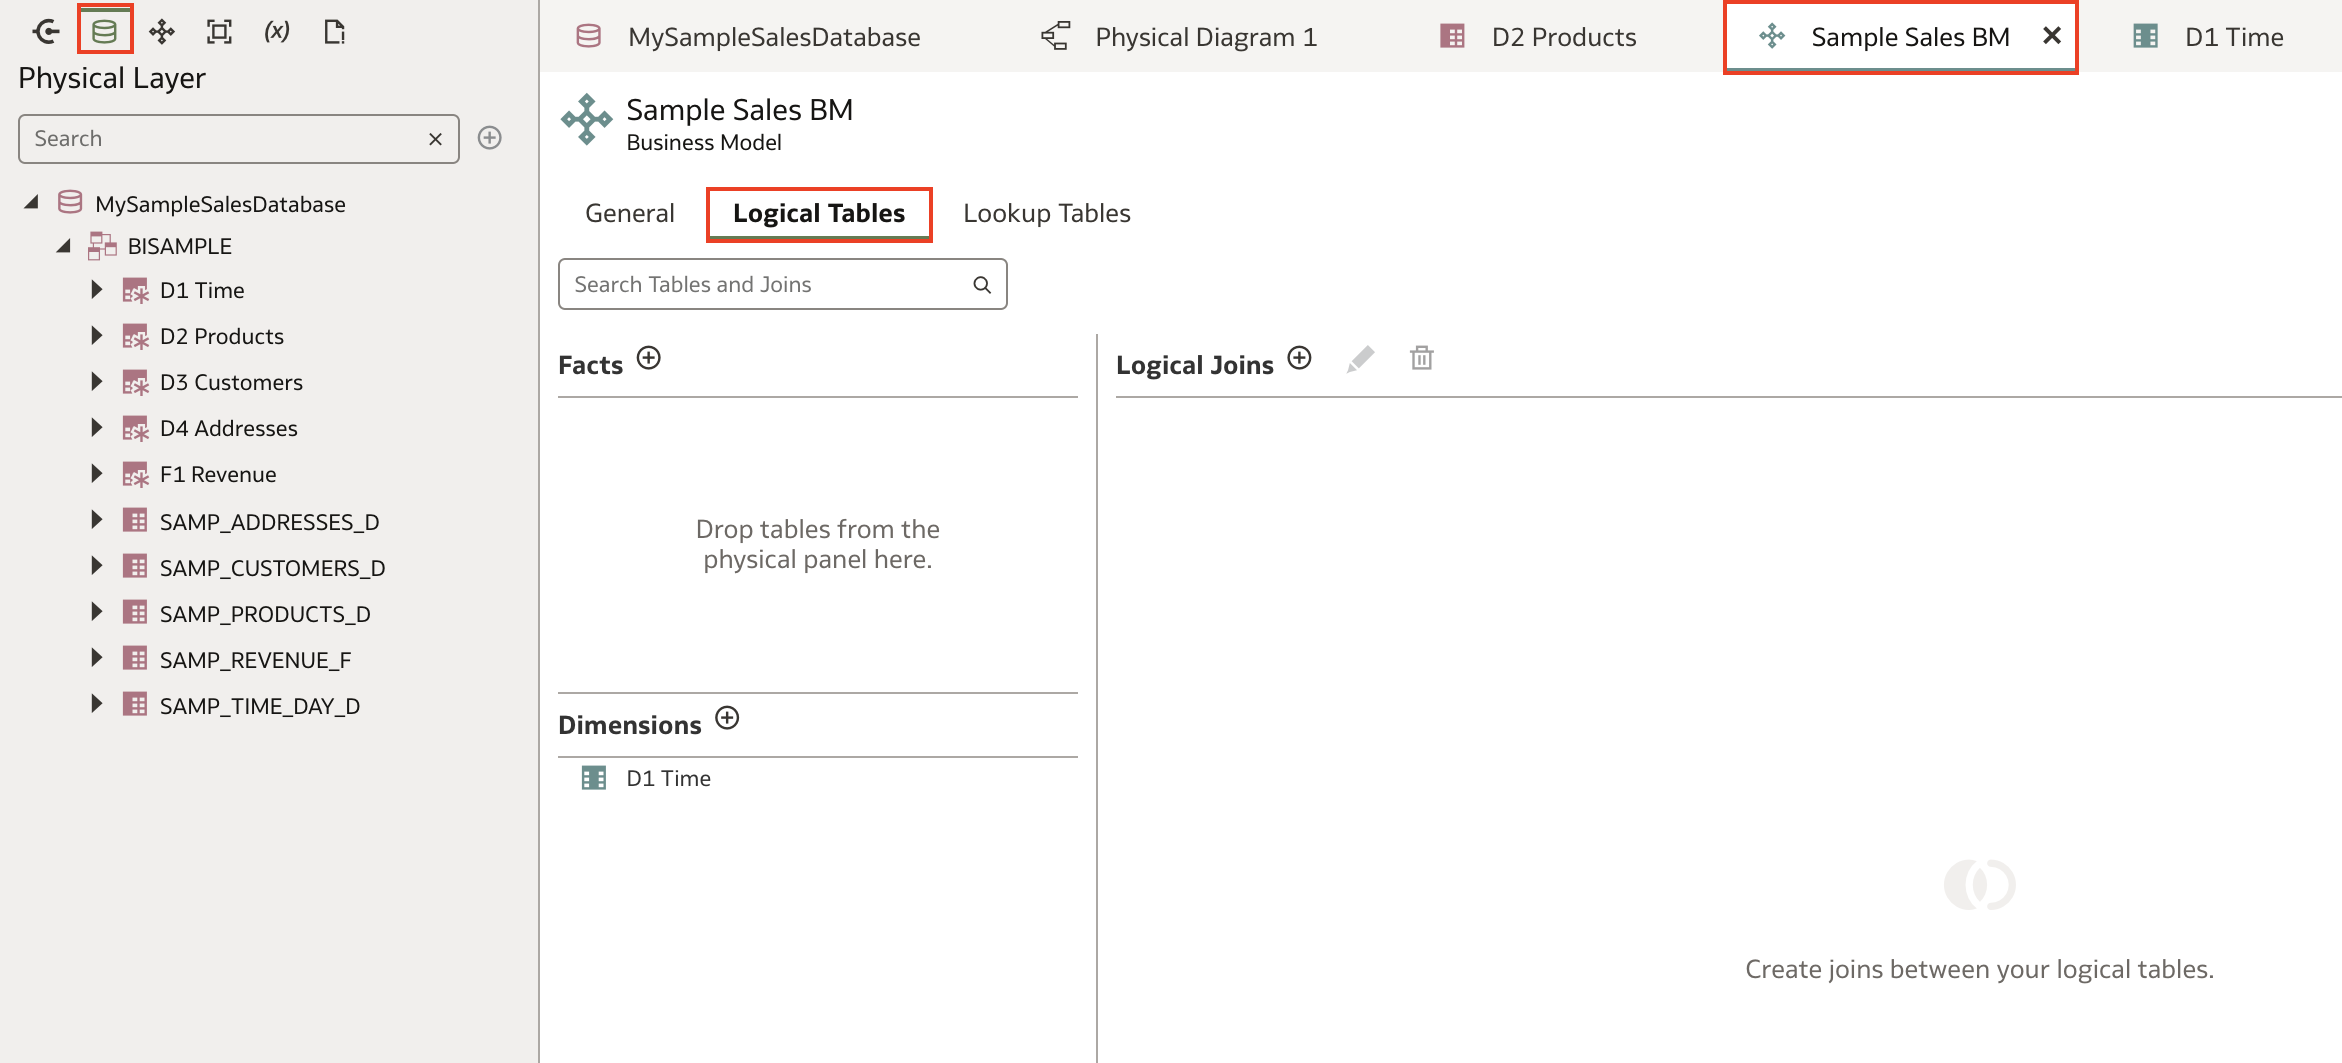 (x)
Physical Layer
Search
MySampleSalesDatabase
BISAMPLE
D1 Time
D2 Products
D3 Customers
D4 Addresses
F1 Revenue
SAMP_ADDRESSES_D
SAMP_CUSTOMERS_D
SAMP_PRODUCTS_D
SAMP_REVENUE_F
SAMP_TIME_DAY_D
MySampleSalesDatabase
Physical Diagram 1
D2 Products
Sample Sales BM
D1 Time
Sample Sales BM
Business Model
General
Logical Tables
Lookup Tables
Search Tables and Joins
Facts
Drop tables from the
physical panel here.
Dimensions
D1 Time
Logical Joins
Create joins between your logical tables.